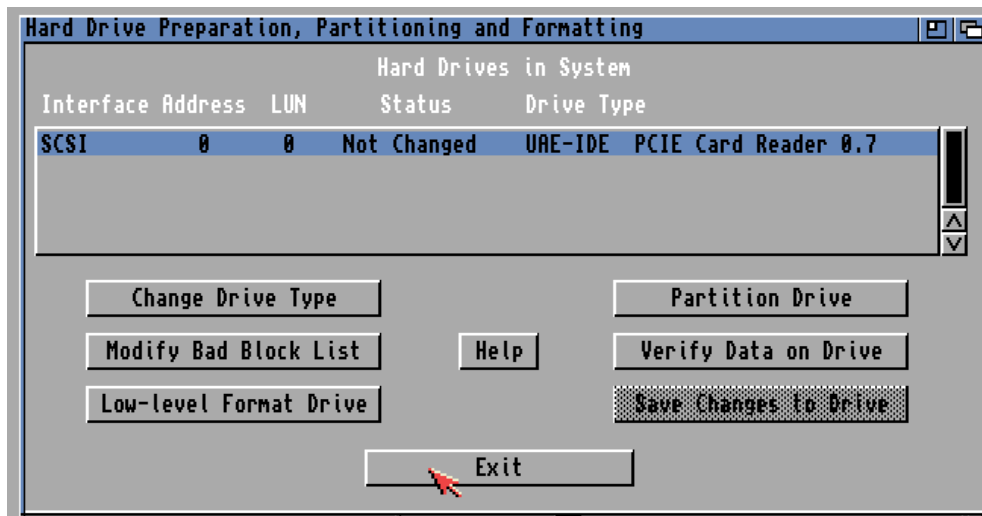 Hard Drive Preparation, Partitioning and Formatting
Hard Drives in System
Interface Address LUN Status Drive Type
SCSI 0 0 Not Changed UAE-IDE PCIE Card Reader 0.7
Change Drive Type Partition Drive
Modify Bad Block List Help Verify Data on Drive
Low-level Format Drive Save Changes to Drive
Exit